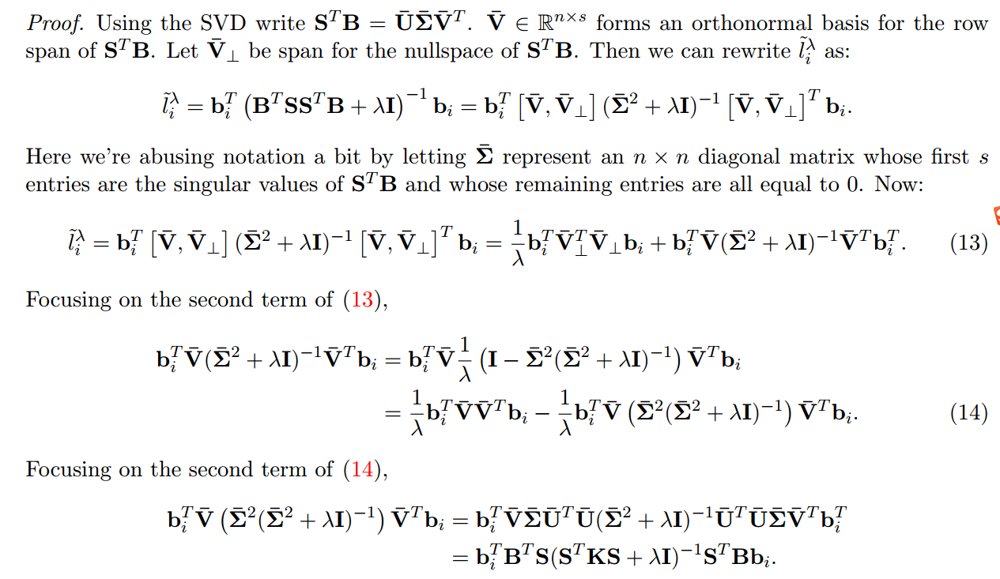 Proof. Using the SVD write $\mathbf{S}^T\mathbf{B} = \bar{\mathbf{U}}\bar{\mathbf{\Sigma}}\bar{\mathbf{V}}^T$. $\bar{\mathbf{V}} \in \mathbb{R}^{n \times s}$ forms an orthonormal basis for the row
span of $\mathbf{S}^T\mathbf{B}$. Let $\bar{\mathbf{V}}_\perp$ be span for the nullspace of $\mathbf{S}^T\mathbf{B}$. Then we can rewrite $\tilde{l}_i^\lambda$ as:
$\tilde{l}_i^\lambda = \mathbf{b}_i^T \left(\mathbf{B}^T\mathbf{S}\mathbf{S}^T\mathbf{B} + \lambda\mathbf{I}\right)^{-1} \mathbf{b}_i = \mathbf{b}_i^T \left[\bar{\mathbf{V}}, \bar{\mathbf{V}}_\perp\right] (\bar{\mathbf{\Sigma}}^2 + \lambda\mathbf{I})^{-1} \left[\bar{\mathbf{V}}, \bar{\mathbf{V}}_\perp\right]^T \mathbf{b}_i.$
Here we're abusing notation a bit by letting $\bar{\mathbf{\Sigma}}$ represent an $n \times n$ diagonal matrix whose first $s$
entries are the singular values of $\mathbf{S}^T\mathbf{B}$ and whose remaining entries are all equal to 0. Now:
$\tilde{l}_i^\lambda = \mathbf{b}_i^T \left[\bar{\mathbf{V}}, \bar{\mathbf{V}}_\perp\right] (\bar{\mathbf{\Sigma}}^2 + \lambda\mathbf{I})^{-1} \left[\bar{\mathbf{V}}, \bar{\mathbf{V}}_\perp\right]^T \mathbf{b}_i = \frac{1}{\lambda}\mathbf{b}_i^T\bar{\mathbf{V}}_\perp^T\bar{\mathbf{V}}_\perp\mathbf{b}_i + \mathbf{b}_i^T\bar{\mathbf{V}}(\bar{\mathbf{\Sigma}}^2 + \lambda\mathbf{I})^{-1}\bar{\mathbf{V}}^T\mathbf{b}_i^T.$ (13)
Focusing on the second term of (13),
$\mathbf{b}_i^T\bar{\mathbf{V}}(\bar{\mathbf{\Sigma}}^2 + \lambda\mathbf{I})^{-1}\bar{\mathbf{V}}^T\mathbf{b}_i = \mathbf{b}_i^T\bar{\mathbf{V}}\frac{1}{\lambda}\left(\mathbf{I} - \bar{\mathbf{\Sigma}}^2(\bar{\mathbf{\Sigma}}^2 + \lambda\mathbf{I})^{-1}\right)\bar{\mathbf{V}}^T\mathbf{b}_i$
$= \frac{1}{\lambda}\mathbf{b}_i^T\bar{\mathbf{V}}\bar{\mathbf{V}}^T\mathbf{b}_i - \frac{1}{\lambda}\mathbf{b}_i^T\bar{\mathbf{V}}\left(\bar{\mathbf{\Sigma}}^2(\bar{\mathbf{\Sigma}}^2 + \lambda\mathbf{I})^{-1}\right)\bar{\mathbf{V}}^T\mathbf{b}_i.$ (14)
Focusing on the second term of (14),
$\mathbf{b}_i^T\bar{\mathbf{V}}\left(\bar{\mathbf{\Sigma}}^2(\bar{\mathbf{\Sigma}}^2 + \lambda\mathbf{I})^{-1}\right)\bar{\mathbf{V}}^T\mathbf{b}_i = \mathbf{b}_i^T\bar{\mathbf{V}}\bar{\mathbf{\Sigma}}\bar{\mathbf{U}}^T\bar{\mathbf{U}}(\bar{\mathbf{\Sigma}}^2 + \lambda\mathbf{I})^{-1}\bar{\mathbf{U}}^T\bar{\mathbf{U}}\bar{\mathbf{\Sigma}}\bar{\mathbf{V}}^T\mathbf{b}_i^T$
$= \mathbf{b}_i^T\mathbf{B}^T\mathbf{S}(\mathbf{S}^T\mathbf{K}\mathbf{S} + \lambda\mathbf{I})^{-1}\mathbf{S}^T\mathbf{B}\mathbf{b}_i.$